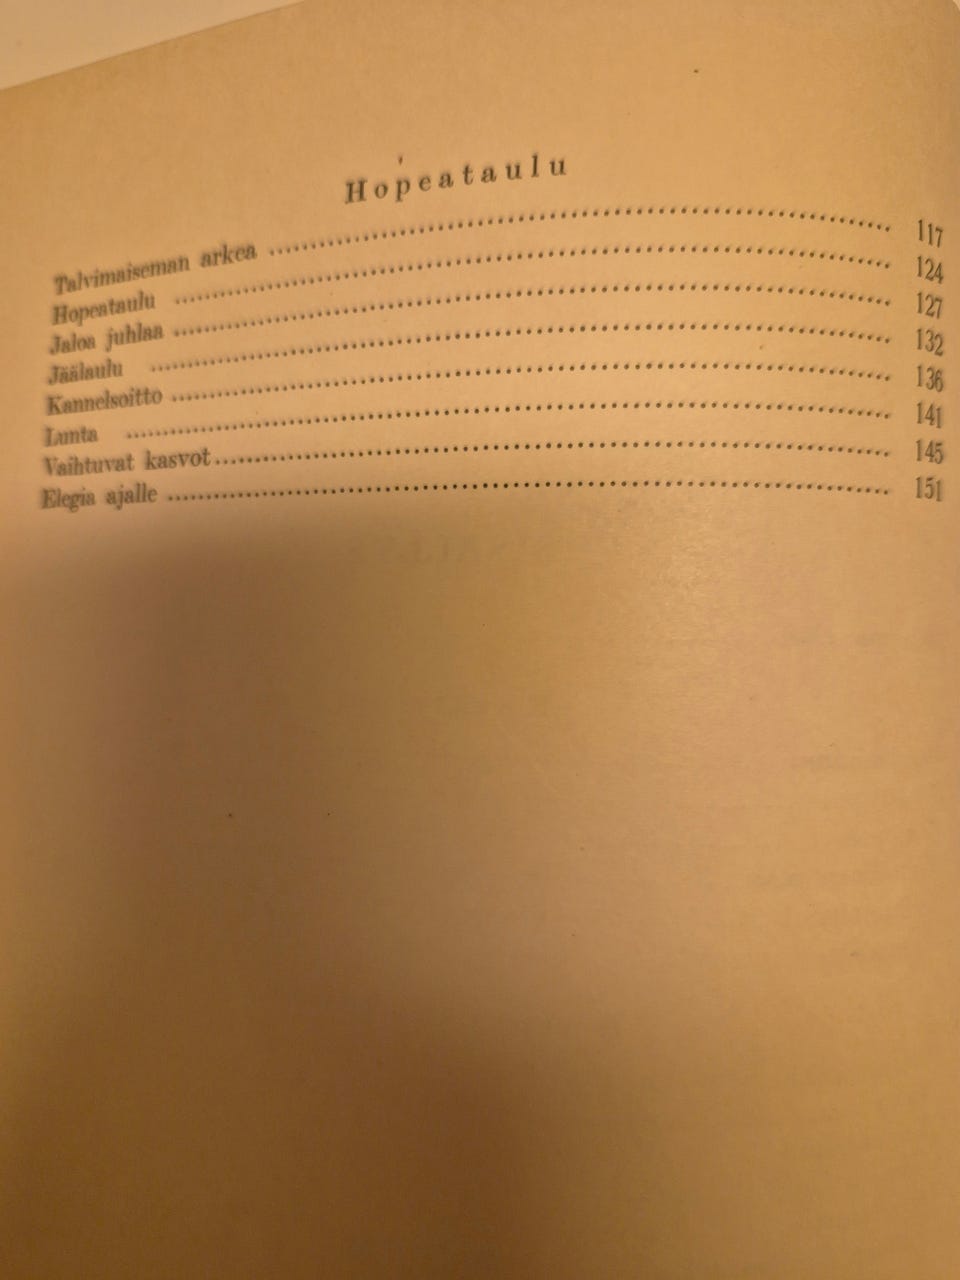 Hopeataulu
Talvimaiseman arkea 117
Hopeataulu 124
Jaloa juhlaa 127
Jäälaulu 132
Kannelsoitto 136
Lunta 141
Vaihtuvat kasvot 145
Elegia ajalle 151